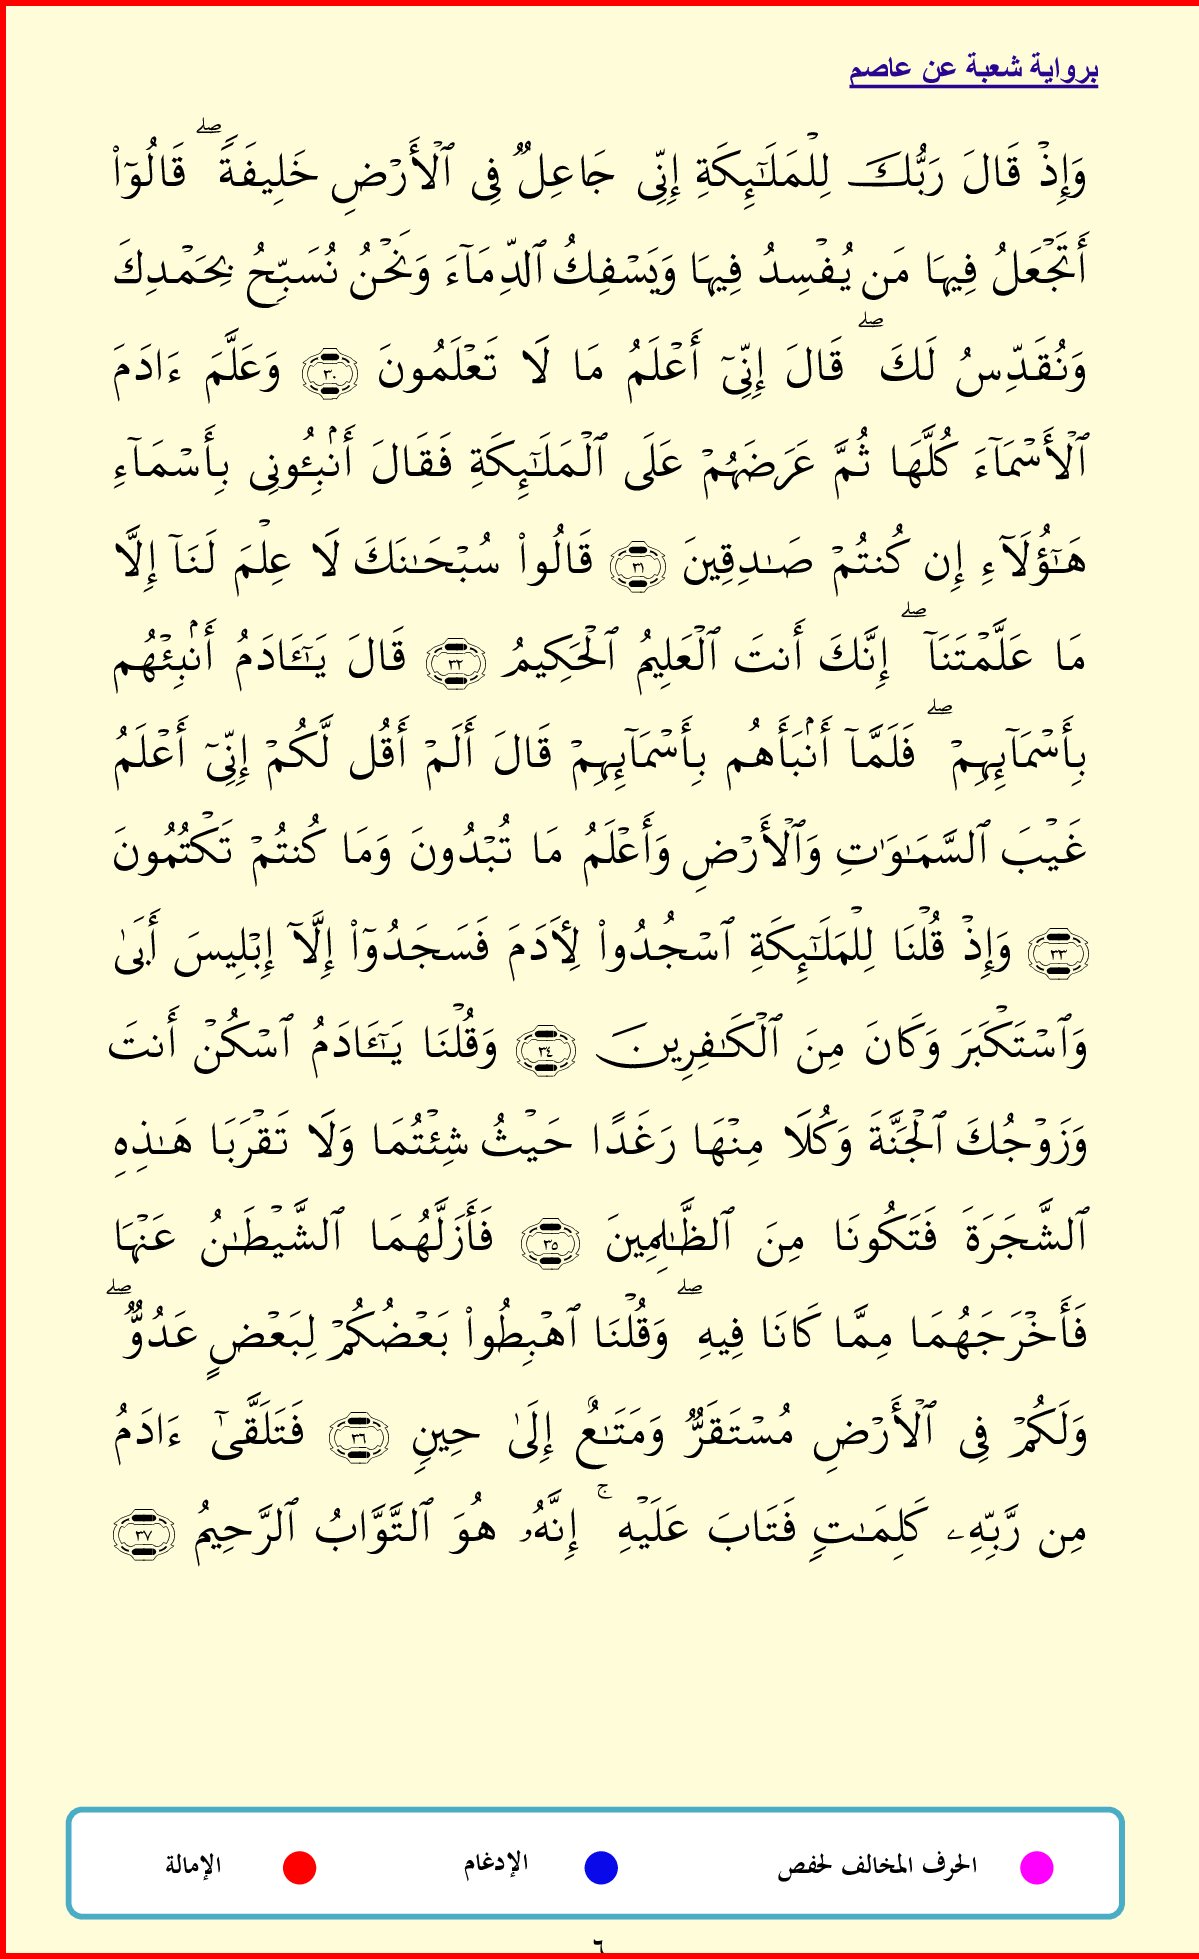 برواية شعبة عن عاصم
وَإِذْ قَالَ رَبُّكَ لِلْمَلَٰٓئِكَةِ إِنِّى جَاعِلٌ فِى ٱلْأَرْضِ خَلِيفَةً ۖ قَالُوٓا۟
أَتَجْعَلُ فِيهَا مَن يُفْسِدُ فِيهَا وَيَسْفِكُ ٱلدِّمَآءَ وَنَحْنُ نُسَبِّحُ بِحَمْدِكَ
وَنُقَدِّسُ لَكَ ۖ قَالَ إِنِّىٓ أَعْلَمُ مَا لَا تَعْلَمُونَ ٣٠ وَعَلَّمَ ءَادَمَ
ٱلْأَسْمَآءَ كُلَّهَا ثُمَّ عَرَضَهُمْ عَلَى ٱلْمَلَٰٓئِكَةِ فَقَالَ أَنۢبِـُٔونِى بِأَسْمَآءِ
هَٰٓؤُلَآءِ إِن كُنتُمْ صَٰدِقِينَ ٣١ قَالُوا۟ سُبْحَٰنَكَ لَا عِلْمَ لَنَآ إِلَّا
مَا عَلَّمْتَنَآ ۖ إِنَّكَ أَنتَ ٱلْعَلِيمُ ٱلْحَكِيمُ ٣٢ قَالَ يَٰٓـَٔادَمُ أَنۢبِئْهُم
بِأَسْمَآئِهِمْ ۖ فَلَمَّآ أَنۢبَأَهُم بِأَسْمَآئِهِمْ قَالَ أَلَمْ أَقُل لَّكُمْ إِنِّىٓ أَعْلَمُ
غَيْبَ ٱلسَّمَٰوَٰتِ وَٱلْأَرْضِ وَأَعْلَمُ مَا تُبْدُونَ وَمَا كُنتُمْ تَكْتُمُونَ
٣٣ وَإِذْ قُلْنَا لِلْمَلَٰٓئِكَةِ ٱسْجُدُوا۟ لِأٓدَمَ فَسَجَدُوٓا۟ إِلَّآ إِبْلِيسَ أَبَىٰ
وَٱسْتَكْبَرَ وَكَانَ مِنَ ٱلْكَٰفِرِينَ ٣٤ وَقُلْنَا يَٰٓـَٔادَمُ ٱسْكُنْ أَنتَ
وَزَوْجُكَ ٱلْجَنَّةَ وَكُلَا مِنْهَا رَغَدًا حَيْثُ شِئْتُمَا وَلَا تَقْرَبَا هَٰذِهِ
ٱلشَّجَرَةَ فَتَكُونَا مِنَ ٱلظَّٰلِمِينَ ٣٥ فَأَزَلَّهُمَا ٱلشَّيْطَٰنُ عَنْهَا
فَأَخْرَجَهُمَا مِمَّا كَانَا فِيهِ ۖ وَقُلْنَا ٱهْبِطُوا۟ بَعْضُكُمْ لِبَعْضٍ عَدُوٌّ ۖ
وَلَكُمْ فِى ٱلْأَرْضِ مُسْتَقَرٌّ وَمَتَٰعٌ إِلَىٰ حِينٍ ٣٦ فَتَلَقَّىٰٓ ءَادَمُ
مِن رَّبِّهِۦ كَلِمَٰتٍ فَتَابَ عَلَيْهِ ۚ إِنَّهُۥ هُوَ ٱلتَّوَّابُ ٱلرَّحِيمُ ٣٧
الحرف المخالف لحفص الإدغام الإمالة
٦